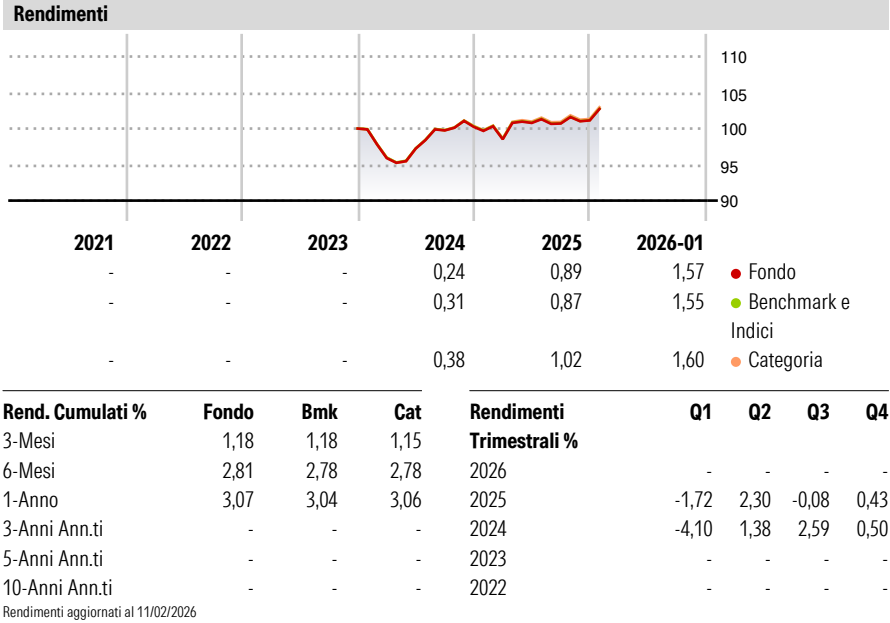 Rendimenti
110
105
100
95
90
2021 2022 2023 2024 2025 2026-01
- - - 0,24 0,89 1,57 Fondo
- - - 0,31 0,87 1,55 Benchmark e
Indici
- - - 0,38 1,02 1,60 Categoria
Rend. Cumulati % Fondo Bmk Cat
3-Mesi 1,18 1,18 1,15
6-Mesi 2,81 2,78 2,78
1-Anno 3,07 3,04 3,06
3-Anni Ann.ti - - -
5-Anni Ann.ti - - -
10-Anni Ann.ti - - -
Rendimenti Q1 Q2 Q3 Q4
Trimestrali %
2026 - - - -
2025 -1,72 2,30 -0,08 0,43
2024 -4,10 1,38 2,59 0,50
2023 - - - -
2022 - - - -
Rendimenti aggiornati al 11/02/2026